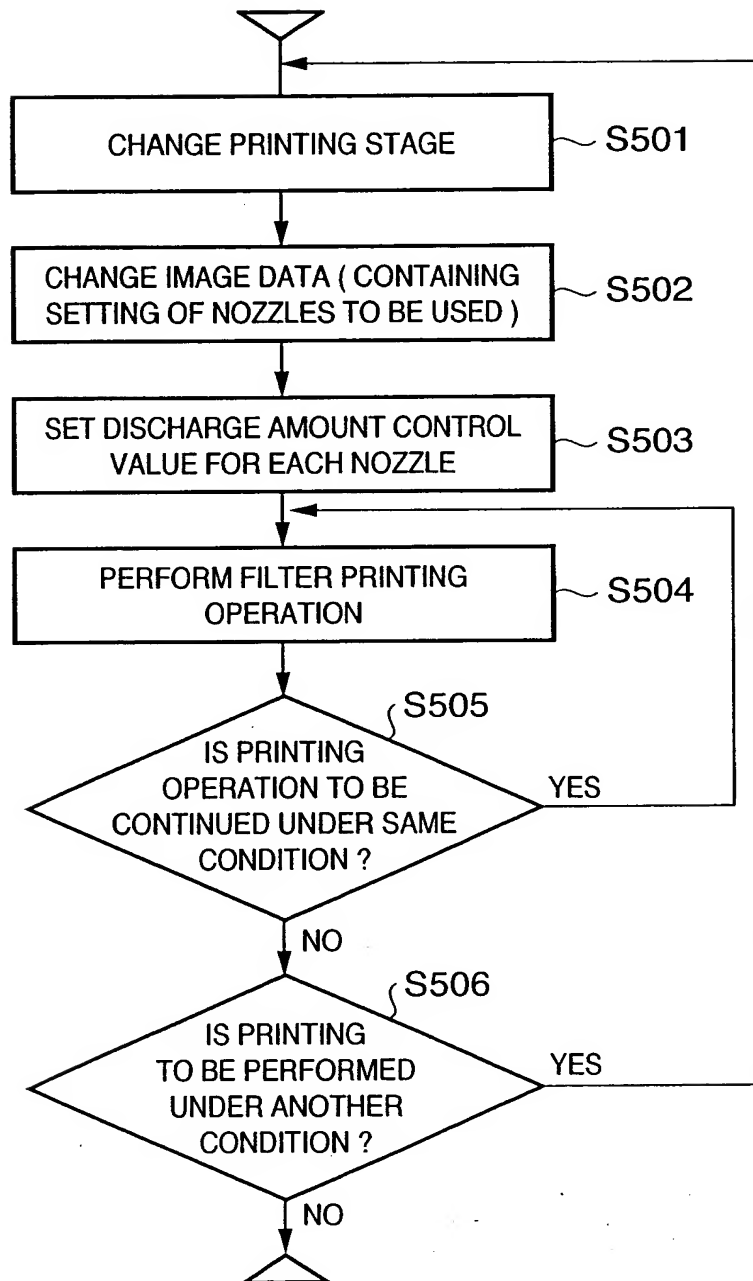 CHANGE PRINTING STAGE
S501
CHANGE IMAGE DATA ( CONTAINING
SETTING OF NOZZLES TO BE USED )
S502
SET DISCHARGE AMOUNT CONTROL
VALUE FOR EACH NOZZLE
S503
PERFORM FILTER PRINTING
OPERATION
S504
S505
IS PRINTING
OPERATION TO BE
CONTINUED UNDER SAME
CONDITION ?
YES
NO
S506
IS PRINTING
TO BE PERFORMED
UNDER ANOTHER
CONDITION ?
YES
NO